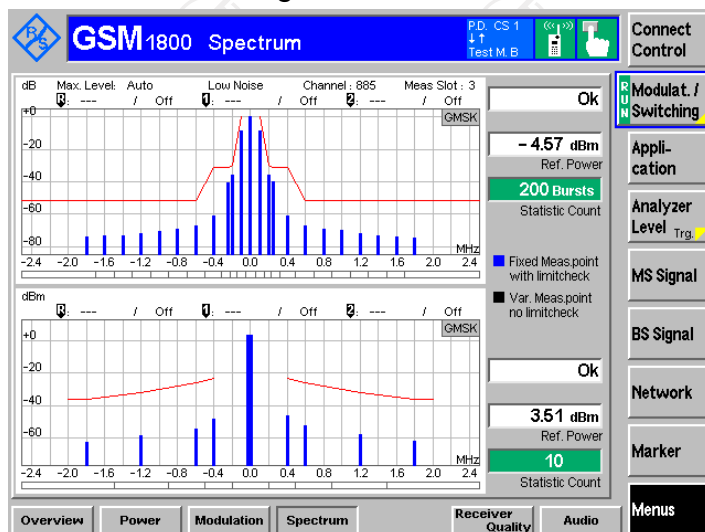 R/S
GSM 1800 Spectrum
P.D. CS 1
Test M. B
Connect
Control
dB Max. Level: Auto Low Noise Channel : 885 Meas Slot : 3
R: --- / Off 1: --- / Off 2: ---
GMSK
+0
-20
-40
-60
-80
MHz
-2.4 -2.0 -1.6 -1.2 -0.8 -0.4 0.0 0.4 0.8 1.2 1.6 2.0 2.4
Ok
- 4.57 dBm
Ref. Power
200 Bursts
Statistic Count
Fixed Meas.point
with limitcheck
Var. Meas.point
no limitcheck
dBm
R: --- / Off 1: --- / Off 2: --- / Off
GMSK
+0
-20
-40
-60
MHz
-2.4 -2.0 -1.6 -1.2 -0.8 -0.4 0.0 0.4 0.8 1.2 1.6 2.0 2.4
Ok
3.51 dBm
Ref. Power
10
Statistic Count
RUN
Modulat. /
Switching
Appli-
cation
Analyzer
Level Trg.
MS Signal
BS Signal
Network
Marker
Menus
Overview Power Modulation Spectrum Receiver Quality Audio